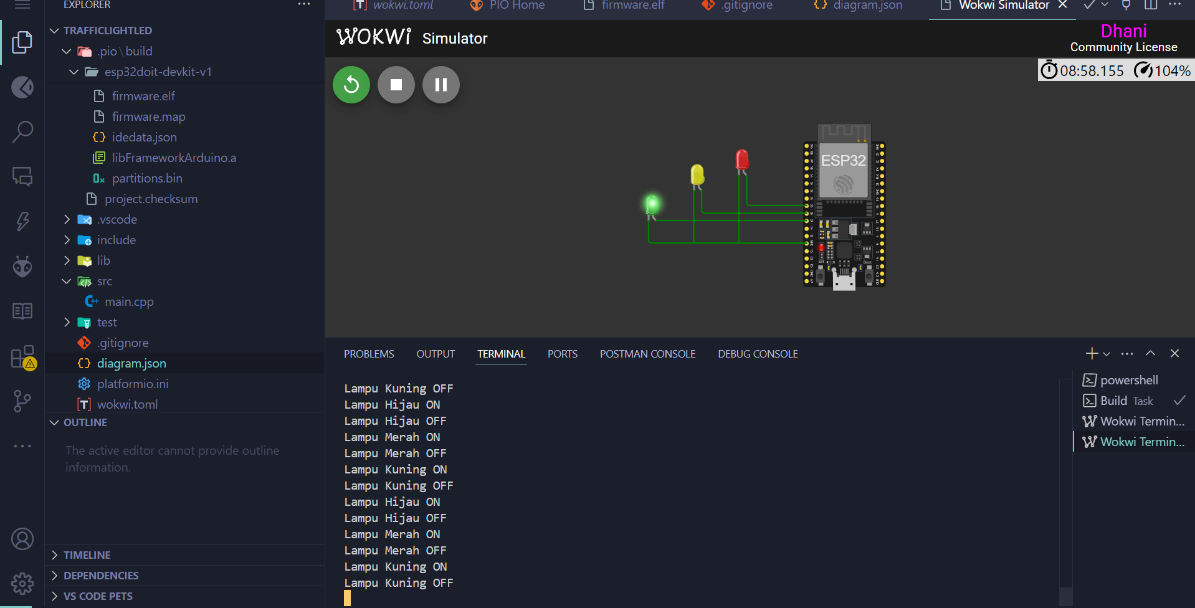 EXPLORER
TRAFFICLIGHTLED
.pio \ build
esp32doit-devkit-v1
firmware.elf
firmware.map
idedata.json
libFrameworkArduino.a
partitions.bin
project.checksum
.vscode
include
lib
src
main.cpp
test
.gitignore
diagram.json
platformio.ini
wokwi.toml
OUTLINE
The active editor cannot provide outline
information.
TIMELINE
DEPENDENCIES
VS CODE PETS
wokwi.toml
PIO Home
firmware.elf
.gitignore
diagram.json
Wokwi Simulator
WOKWI Simulator
Dhani
Community License
08:58.155 104%
ESP32
PROBLEMS OUTPUT TERMINAL PORTS POSTMAN CONSOLE DEBUG CONSOLE
Lampu Kuning OFF
Lampu Hijau ON
Lampu Hijau OFF
Lampu Merah ON
Lampu Merah OFF
Lampu Kuning ON
Lampu Kuning OFF
Lampu Hijau ON
Lampu Hijau OFF
Lampu Merah ON
Lampu Merah OFF
Lampu Kuning ON
Lampu Kuning OFF
powershell
Build Task
Wokwi Termin...
Wokwi Termin...